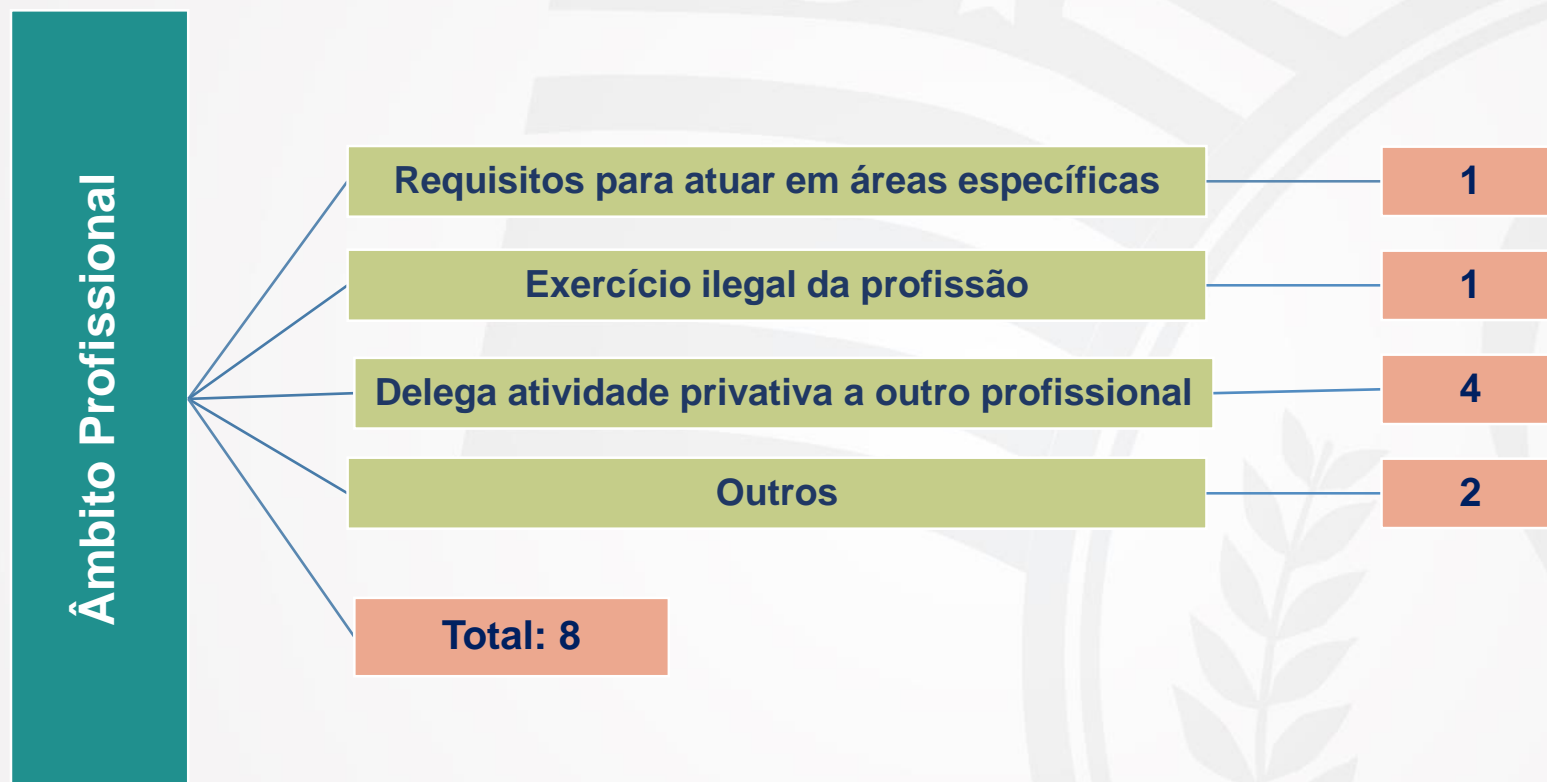 Âmbito Profissional
Requisitos para atuar em áreas específicas
1
Exercício ilegal da profissão
1
Delega atividade privativa a outro profissional
4
Outros
2
Total: 8